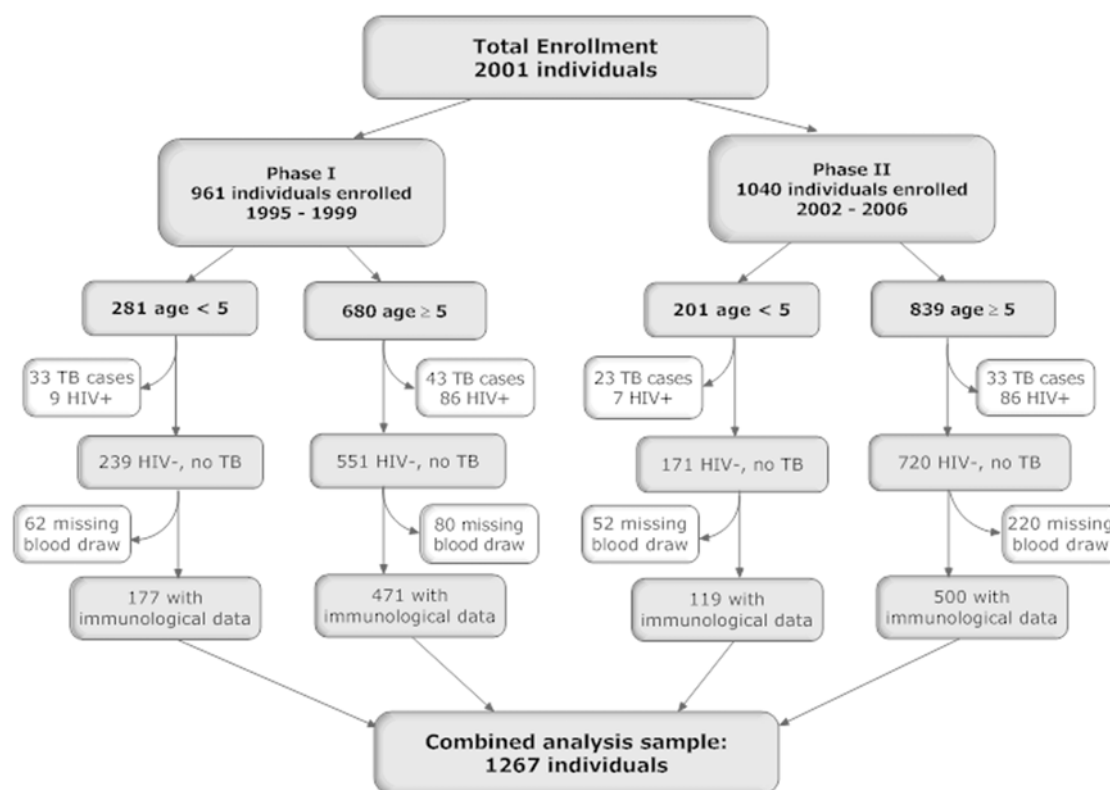 Total Enrollment
2001 individuals
Phase I
961 individuals enrolled
1995 - 1999
Phase II
1040 individuals enrolled
2002 - 2006
281 age < 5
680 age ≥ 5
201 age < 5
839 age ≥ 5
33 TB cases
9 HIV+
43 TB cases
86 HIV+
23 TB cases
7 HIV+
33 TB cases
86 HIV+
239 HIV-, no TB
551 HIV-, no TB
171 HIV-, no TB
720 HIV-, no TB
62 missing
blood draw
80 missing
blood draw
52 missing
blood draw
220 missing
blood draw
177 with
immunological data
471 with
immunological data
119 with
immunological data
500 with
immunological data
Combined analysis sample:
1267 individuals